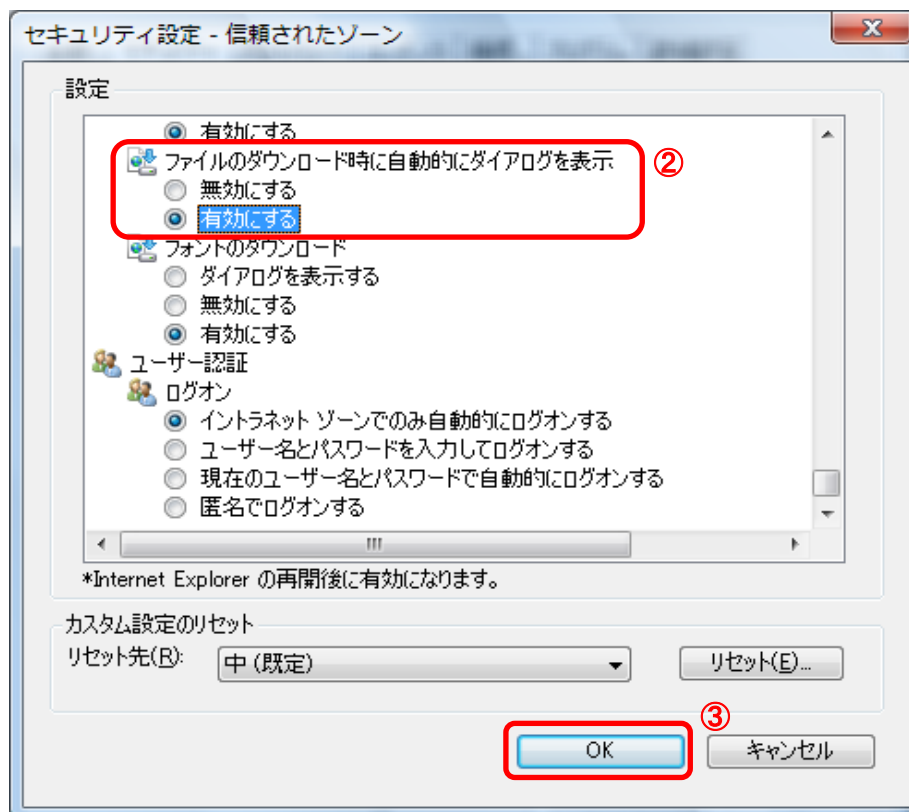 セキュリティ設定 - 信頼されたゾーン
設定
有効にする
ファイルのダウンロード時に自動的にダイアログを表示
②
無効にする
有効にする
フォントのダウンロード
ダイアログを表示する
無効にする
有効にする
ユーザー認証
ログオン
イントラネット ゾーンでのみ自動的にログオンする
ユーザー名とパスワードを入力してログオンする
現在のユーザー名とパスワードで自動的にログオンする
匿名でログオンする
*Internet Explorer の再開後に有効になります。
カスタム設定のリセット
リセット先(R): 中 (既定) リセット(E)...
③
OK キャンセル